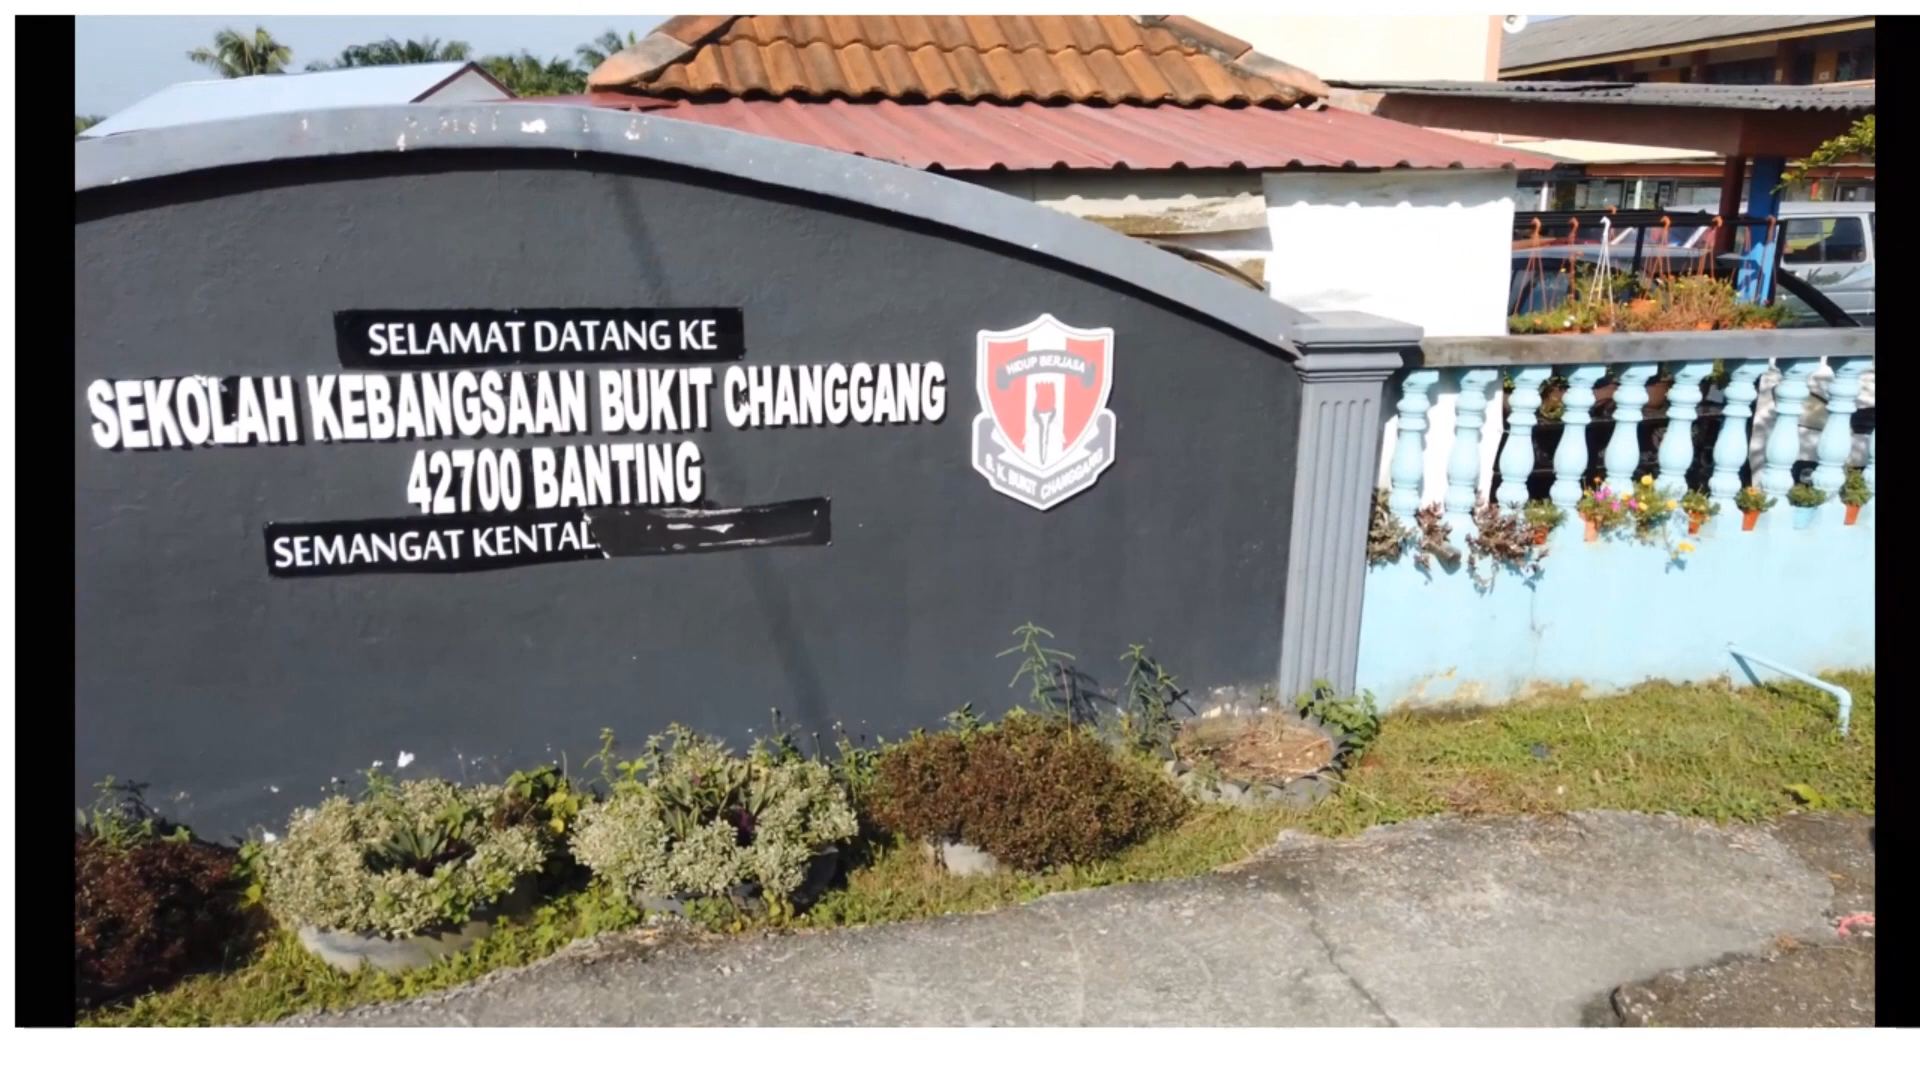 SELAMAT DATANG KE
SEKOLAH KEBANGSAAN BUKIT CHANGGANG
42700 BANTING
SEMANGAT KENTAL
HIDUP BERJASA
S. K. BUKIT CHANGGANG